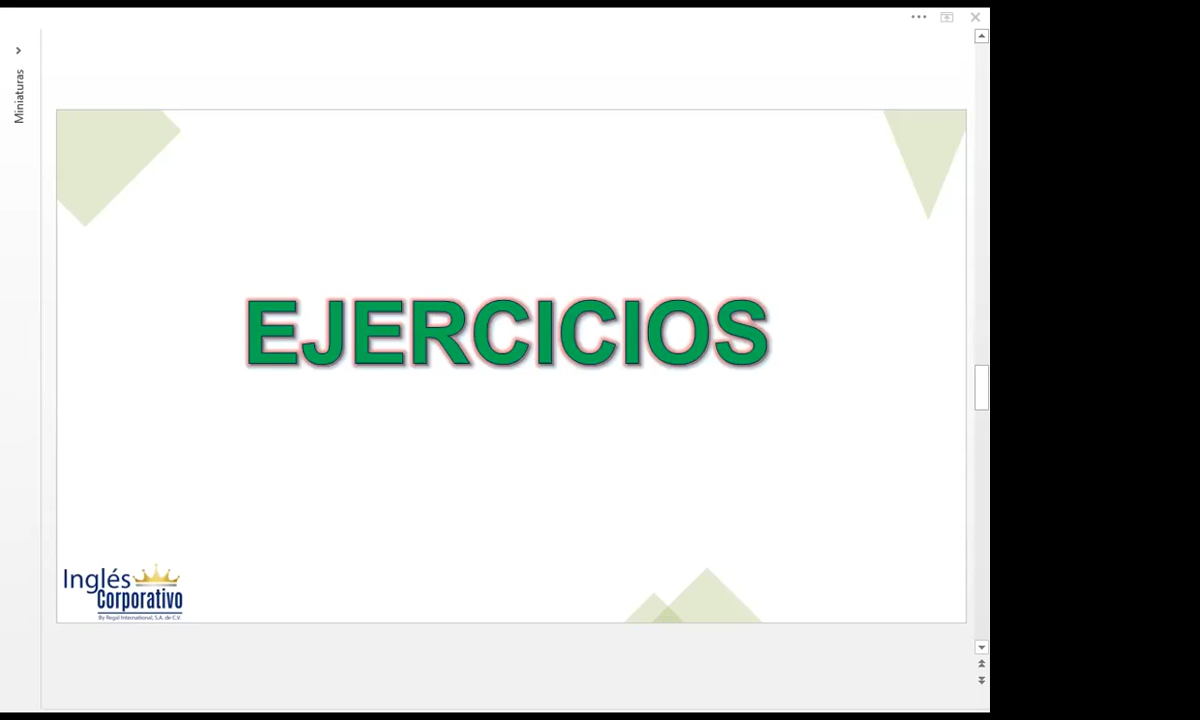 Miniaturas
EJERCICIOS
Inglés
Corporativo
By Regal International, S.A. de C.V.